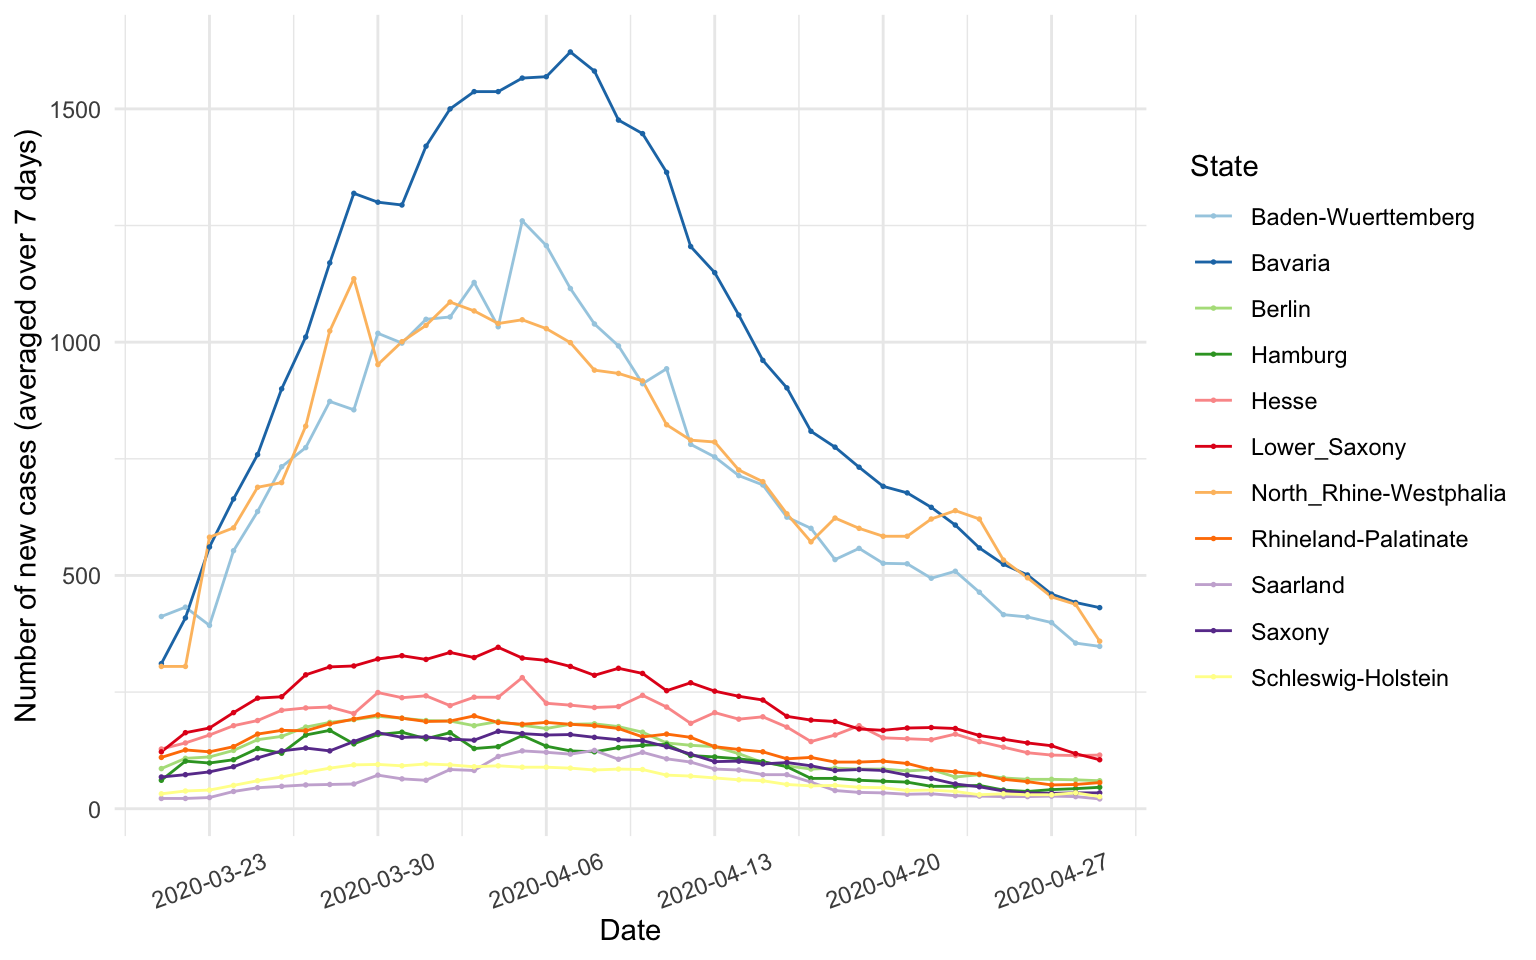 Number of new cases (averaged over 7 days)
1500
1000
500
0
2020-03-23
2020-03-30
2020-04-06
2020-04-13
2020-04-20
2020-04-27
Date
State
Baden-Wuerttemberg
Bavaria
Berlin
Hamburg
Hesse
Lower_Saxony
North_Rhine-Westphalia
Rhineland-Palatinate
Saarland
Saxony
Schleswig-Holstein